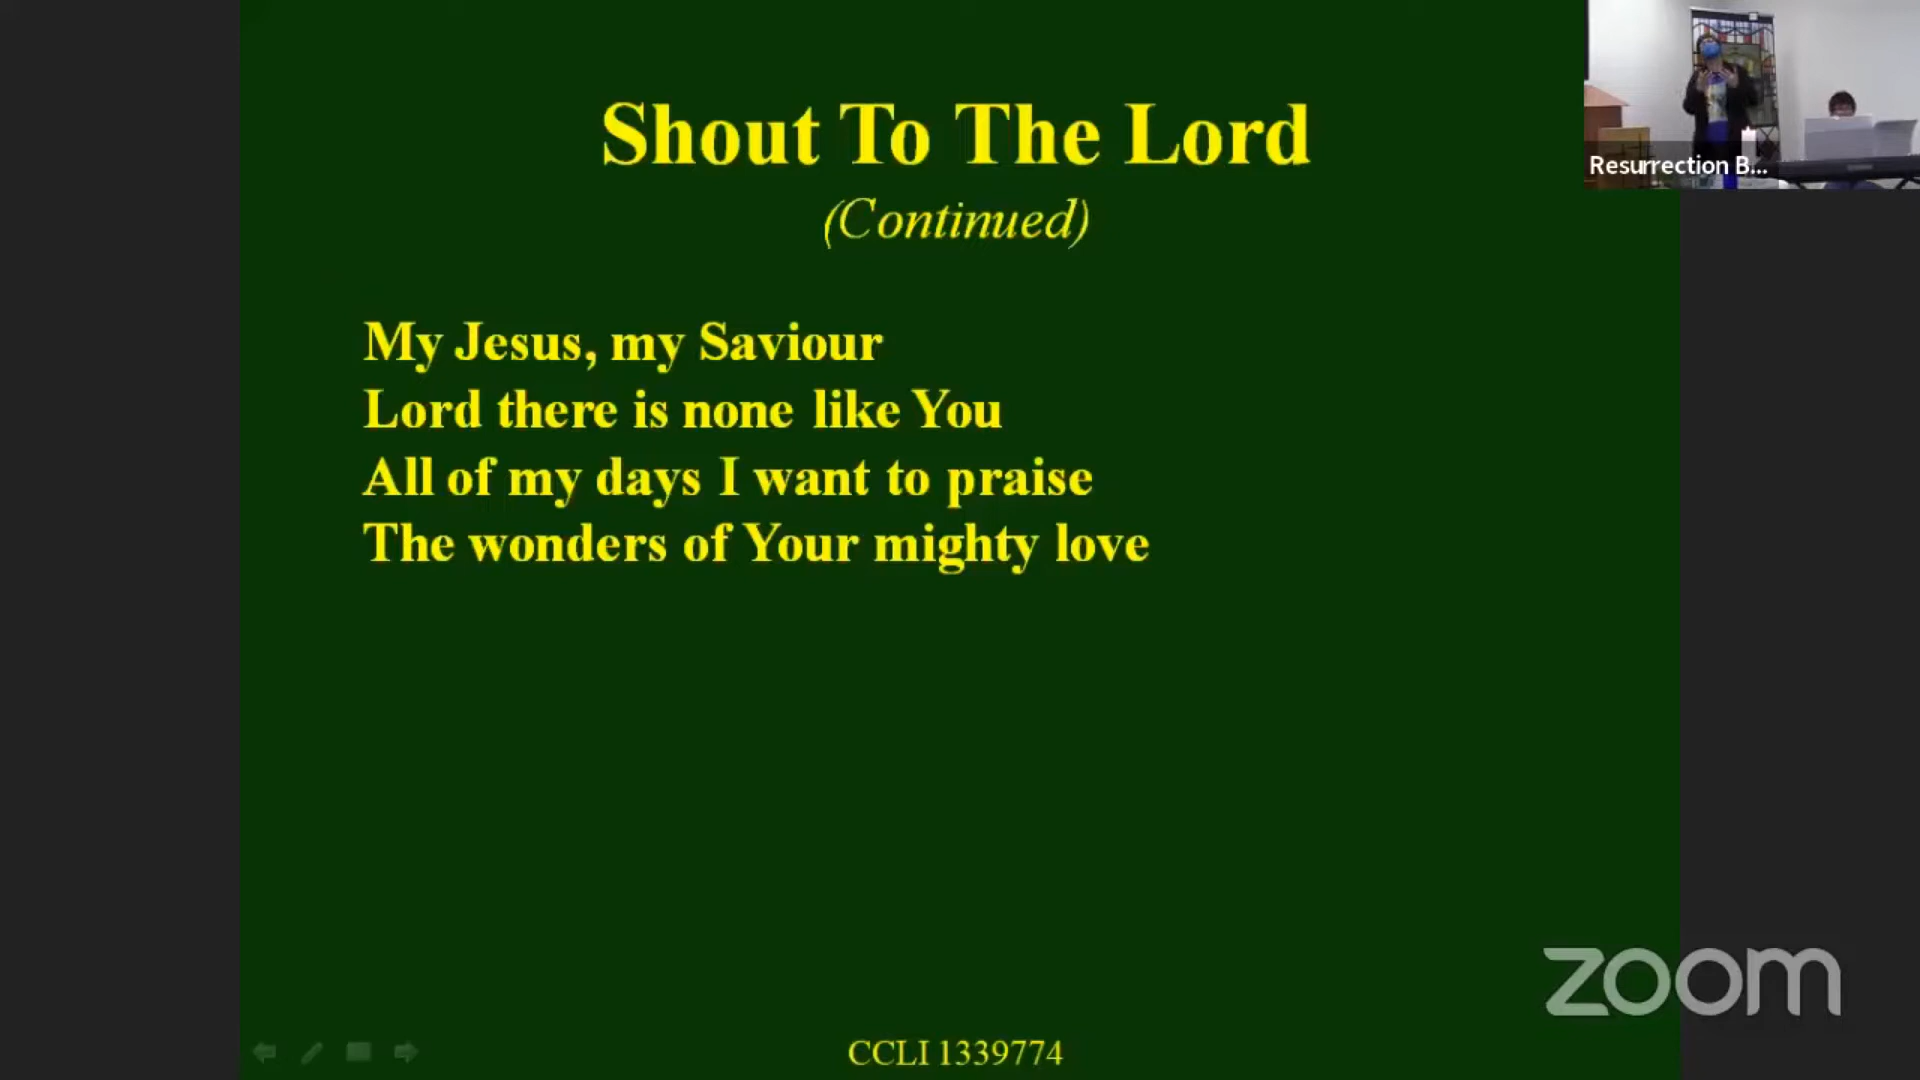 Shout To The Lord
(Continued)
My Jesus, my Saviour
Lord there is none like You
All of my days I want to praise
The wonders of Your mighty love
Resurrection B...
zoom
CCLI 1339774